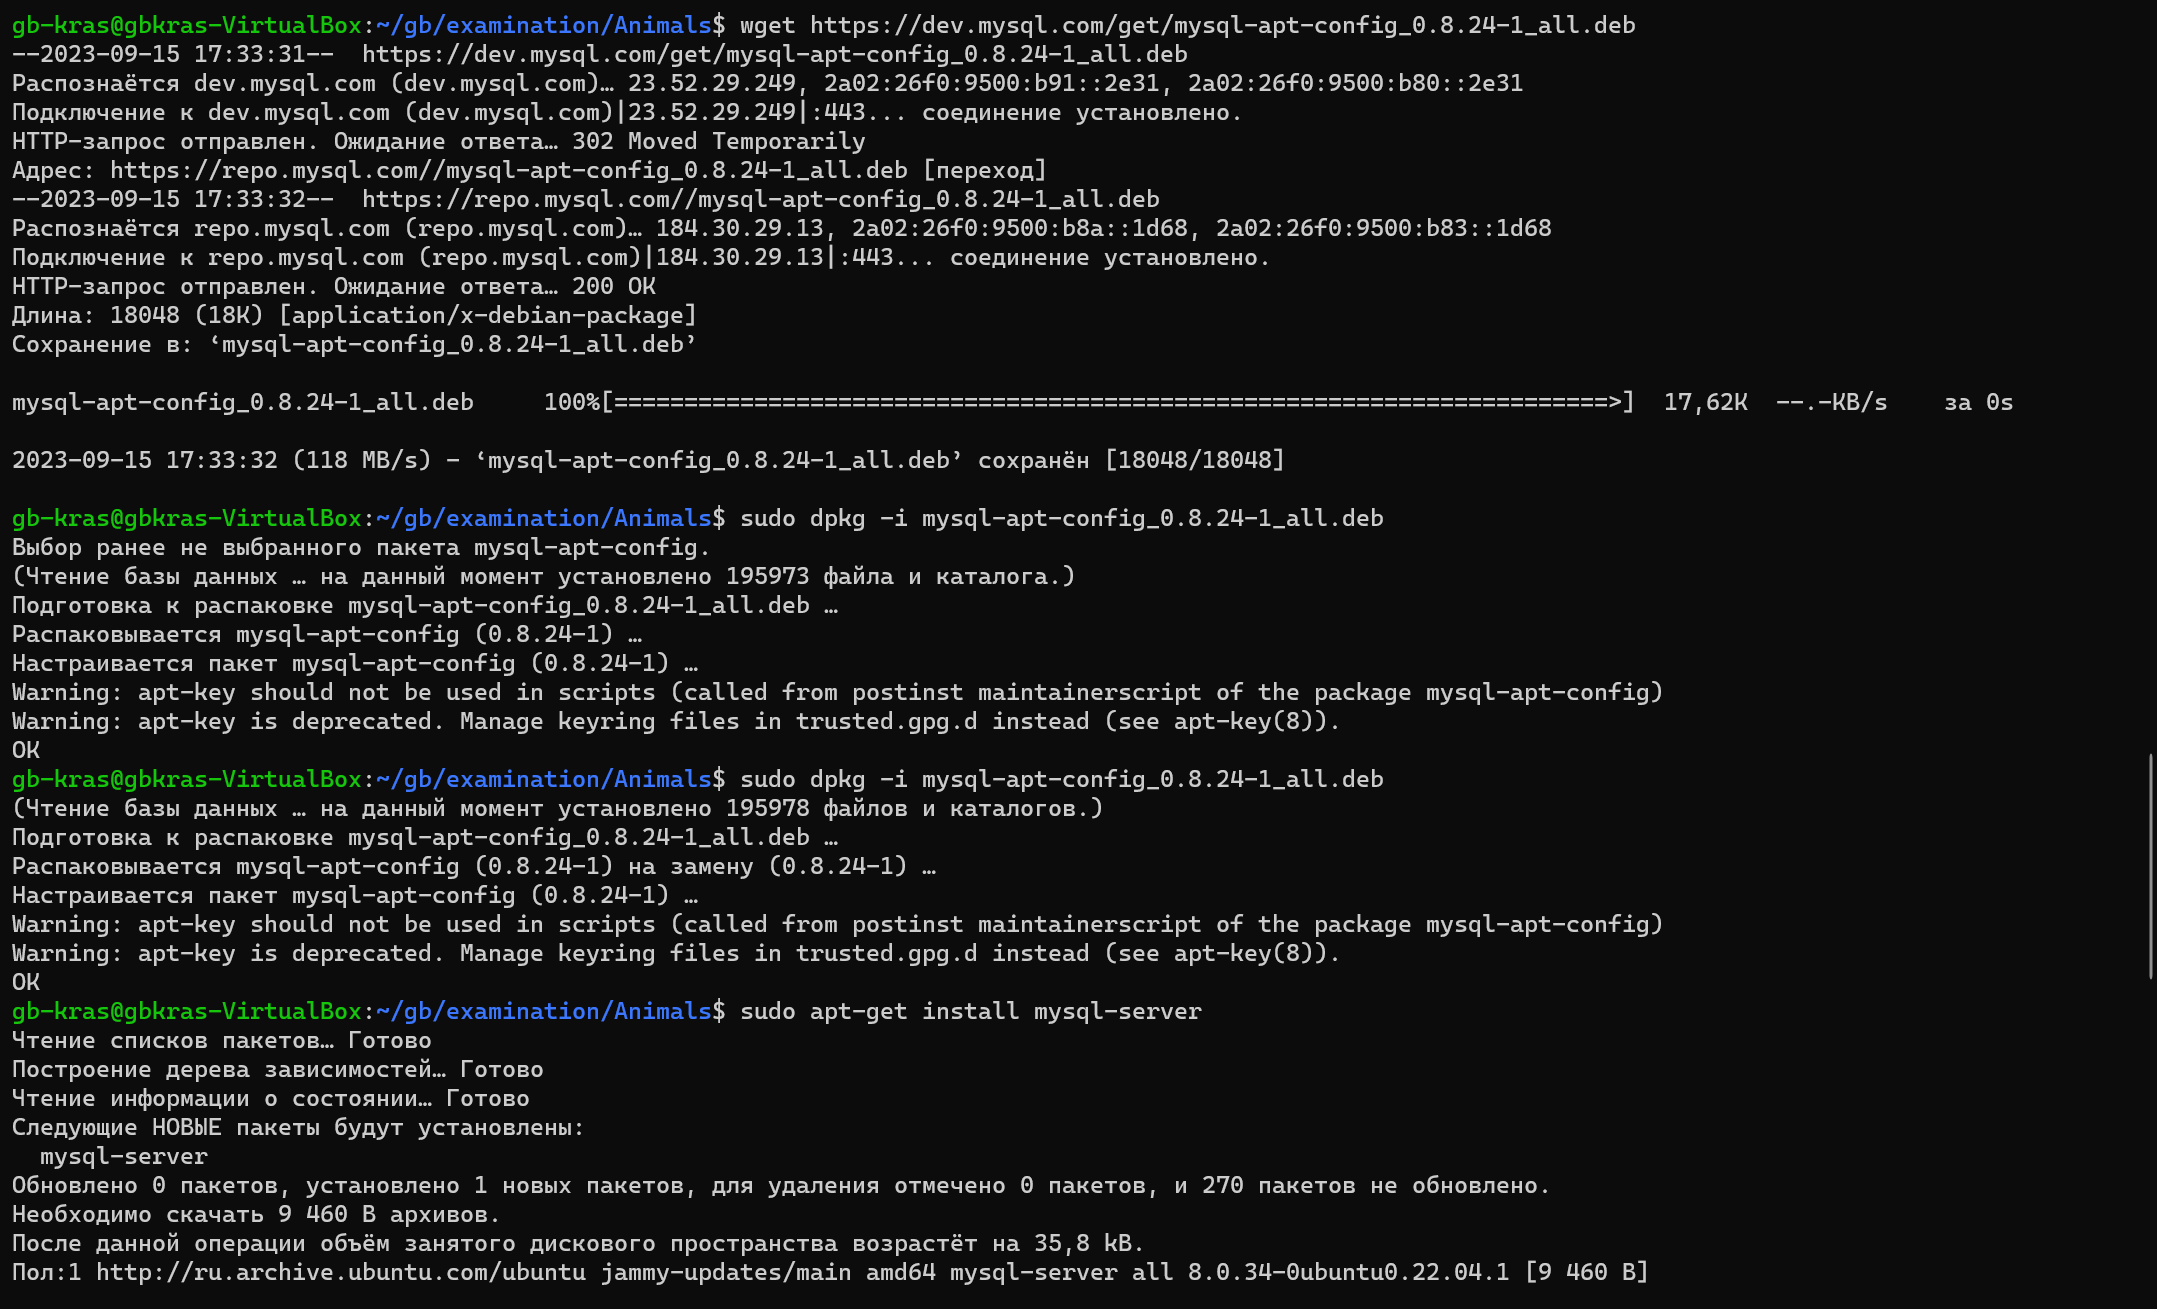 gb-kras@gbkras-VirtualBox:~/gb/examination/Animals$ wget https://dev.mysql.com/get/mysql-apt-config_0.8.24-1_all.deb
--2023-09-15 17:33:31--  https://dev.mysql.com/get/mysql-apt-config_0.8.24-1_all.deb
Распознаётся dev.mysql.com (dev.mysql.com)… 23.52.29.249, 2a02:26f0:9500:b91::2e31, 2a02:26f0:9500:b80::2e31
Подключение к dev.mysql.com (dev.mysql.com)|23.52.29.249|:443... соединение установлено.
HTTP-запрос отправлен. Ожидание ответа… 302 Moved Temporarily
Адрес: https://repo.mysql.com//mysql-apt-config_0.8.24-1_all.deb [переход]
--2023-09-15 17:33:32--  https://repo.mysql.com//mysql-apt-config_0.8.24-1_all.deb
Распознаётся repo.mysql.com (repo.mysql.com)… 184.30.29.13, 2a02:26f0:9500:b8a::1d68, 2a02:26f0:9500:b83::1d68
Подключение к repo.mysql.com (repo.mysql.com)|184.30.29.13|:443... соединение установлено.
HTTP-запрос отправлен. Ожидание ответа… 200 OK
Длина: 18048 (18K) [application/x-debian-package]
Сохранение в: ‘mysql-apt-config_0.8.24-1_all.deb’
mysql-apt-config_0.8.24-1_all.deb     100%[=======================================================================>]  17,62K  --.-KB/s    за 0s
2023-09-15 17:33:32 (118 MB/s) - ‘mysql-apt-config_0.8.24-1_all.deb’ сохранён [18048/18048]
gb-kras@gbkras-VirtualBox:~/gb/examination/Animals$ sudo dpkg -i mysql-apt-config_0.8.24-1_all.deb
Выбор ранее не выбранного пакета mysql-apt-config.
(Чтение базы данных … на данный момент установлено 195973 файла и каталога.)
Подготовка к распаковке mysql-apt-config_0.8.24-1_all.deb …
Распаковывается mysql-apt-config (0.8.24-1) …
Настраивается пакет mysql-apt-config (0.8.24-1) …
Warning: apt-key should not be used in scripts (called from postinst maintainerscript of the package mysql-apt-config)
Warning: apt-key is deprecated. Manage keyring files in trusted.gpg.d instead (see apt-key(8)).
OK
gb-kras@gbkras-VirtualBox:~/gb/examination/Animals$ sudo dpkg -i mysql-apt-config_0.8.24-1_all.deb
(Чтение базы данных … на данный момент установлено 195978 файлов и каталогов.)
Подготовка к распаковке mysql-apt-config_0.8.24-1_all.deb …
Распаковывается mysql-apt-config (0.8.24-1) на замену (0.8.24-1) …
Настраивается пакет mysql-apt-config (0.8.24-1) …
Warning: apt-key should not be used in scripts (called from postinst maintainerscript of the package mysql-apt-config)
Warning: apt-key is deprecated. Manage keyring files in trusted.gpg.d instead (see apt-key(8)).
OK
gb-kras@gbkras-VirtualBox:~/gb/examination/Animals$ sudo apt-get install mysql-server
Чтение списков пакетов… Готово
Построение дерева зависимостей… Готово
Чтение информации о состоянии… Готово
Следующие НОВЫЕ пакеты будут установлены:
  mysql-server
Обновлено 0 пакетов, установлено 1 новых пакетов, для удаления отмечено 0 пакетов, и 270 пакетов не обновлено.
Необходимо скачать 9 460 B архивов.
После данной операции объём занятого дискового пространства возрастёт на 35,8 kB.
Пол:1 http://ru.archive.ubuntu.com/ubuntu jammy-updates/main amd64 mysql-server all 8.0.34-0ubuntu0.22.04.1 [9 460 B]